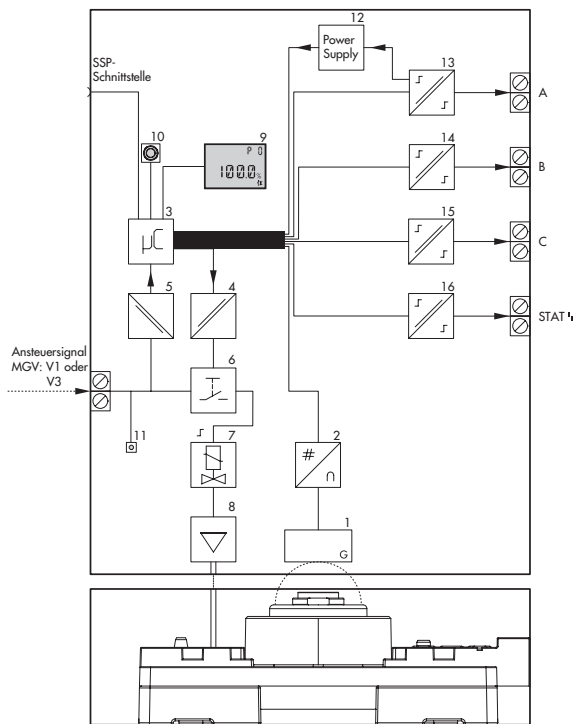 12
Power
Supply
SSP-
Schnittstelle
13
A
10
9
P 0
100.0%
14
B
3
µC
15
C
5
4
16
STAT
Ansteuersignal
MGV: V1 oder
V3
6
11
7
2
#
∩
8
1
G